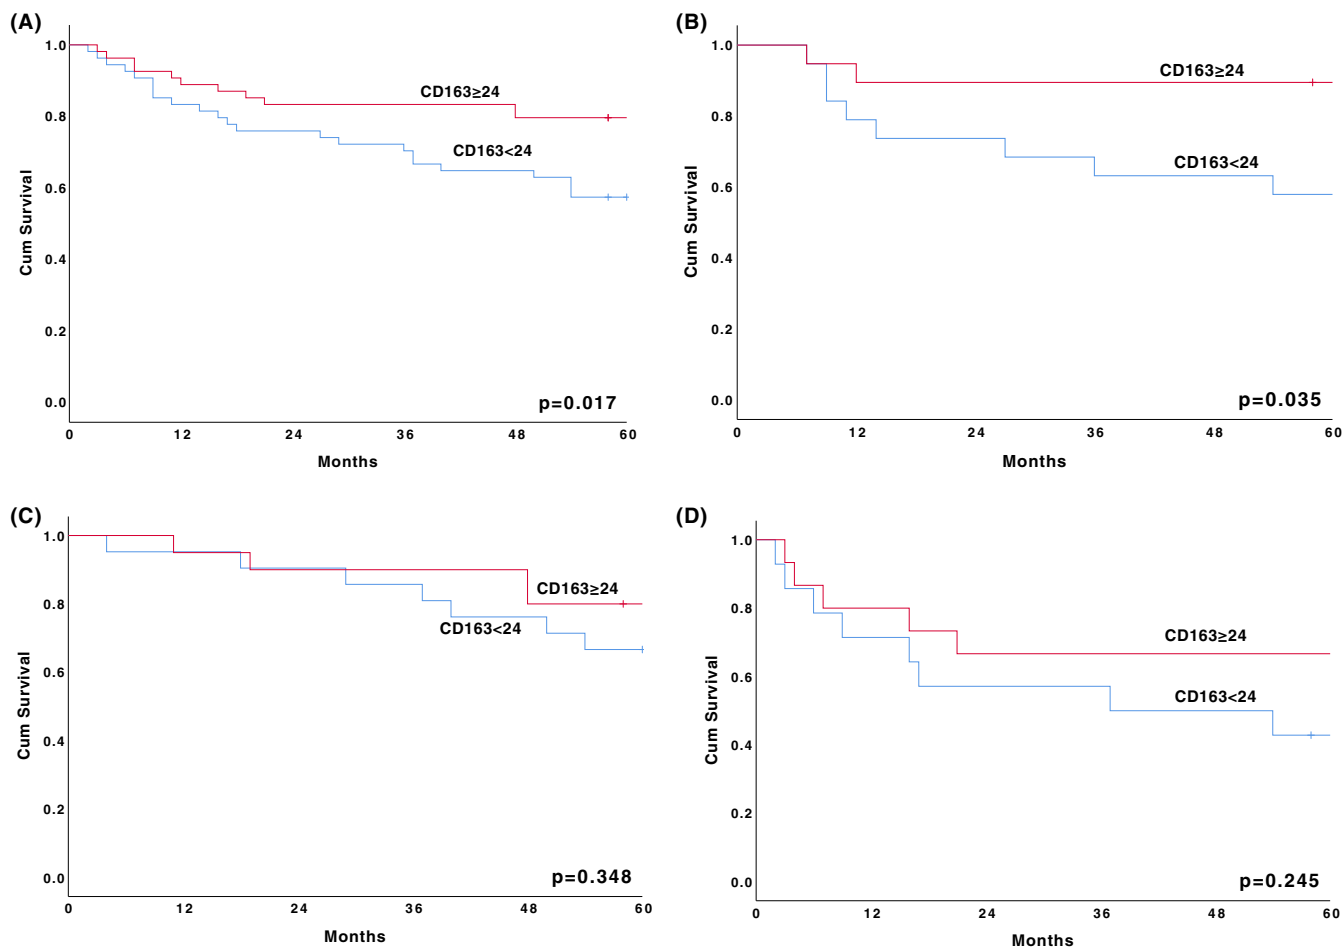 (A)
1.0
0.8
0.6
0.4
0.2
0.0
Cum Survival
CD163≥24
CD163<24
p=0.017
0 12 24 36 48 60
Months
(B)
1.0
0.8
0.6
0.4
0.2
0.0
Cum Survival
CD163≥24
CD163<24
p=0.035
0 12 24 36 48 60
Months
(C)
1.0
0.8
0.6
0.4
0.2
0.0
Cum Survival
CD163≥24
CD163<24
p=0.348
0 12 24 36 48 60
Months
(D)
1.0
0.8
0.6
0.4
0.2
0.0
Cum Survival
CD163≥24
CD163<24
p=0.245
0 12 24 36 48 60
Months